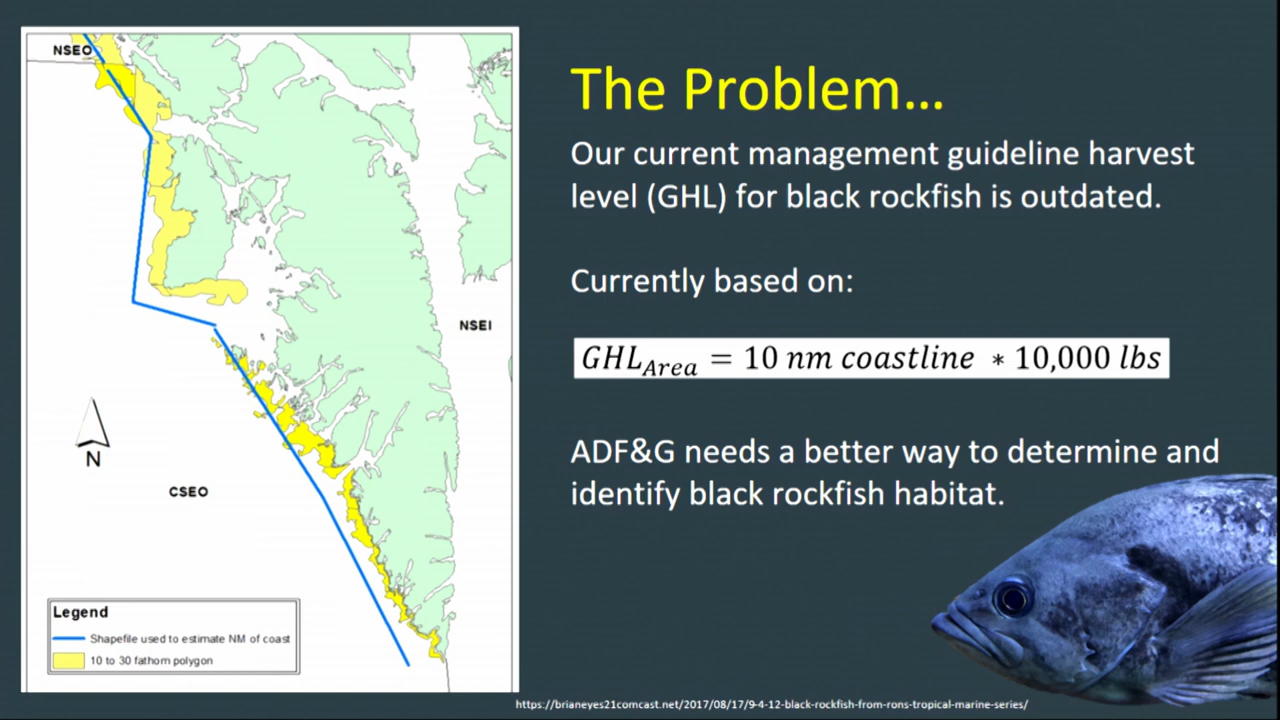 NSEO
The Problem...
Our current management guideline harvest
level (GHL) for black rockfish is outdated.
Currently based on:
GHL_Area = 10 nm coastline * 10,000 lbs
NSEI
ADF&G needs a better way to determine and
identify black rockfish habitat.
N
CSEO
Legend
Shapefile used to estimate NM of coast
10 to 30 fathom polygon
https://brianeyes21comcast.net/2017/08/17/9-4-12-black-rockfish-from-rons-tropical-marine-series/